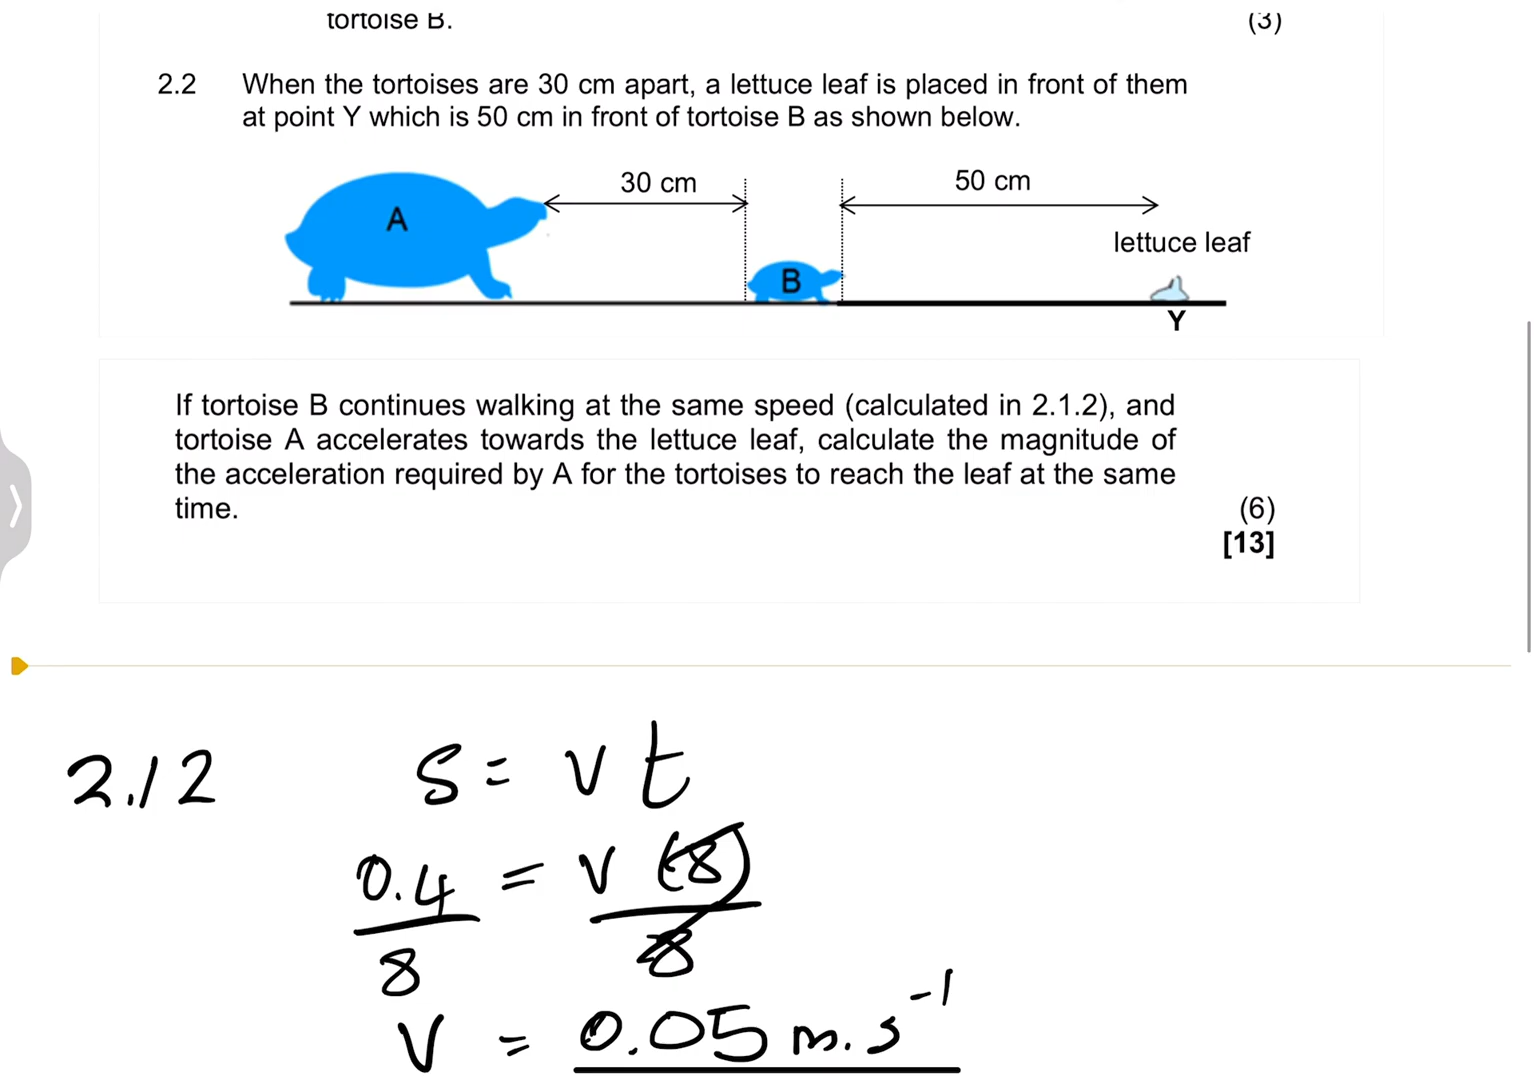 tortoise B. (3)
2.2 When the tortoises are 30 cm apart, a lettuce leaf is placed in front of them
at point Y which is 50 cm in front of tortoise B as shown below.
30 cm 50 cm
A
lettuce leaf
B
Y
If tortoise B continues walking at the same speed (calculated in 2.1.2), and
tortoise A accelerates towards the lettuce leaf, calculate the magnitude of
the acceleration required by A for the tortoises to reach the leaf at the same
time. (6)
[13]
2.12 s = vt
0.4 = v (8)
8 8
v = 0.05 m.s⁻¹